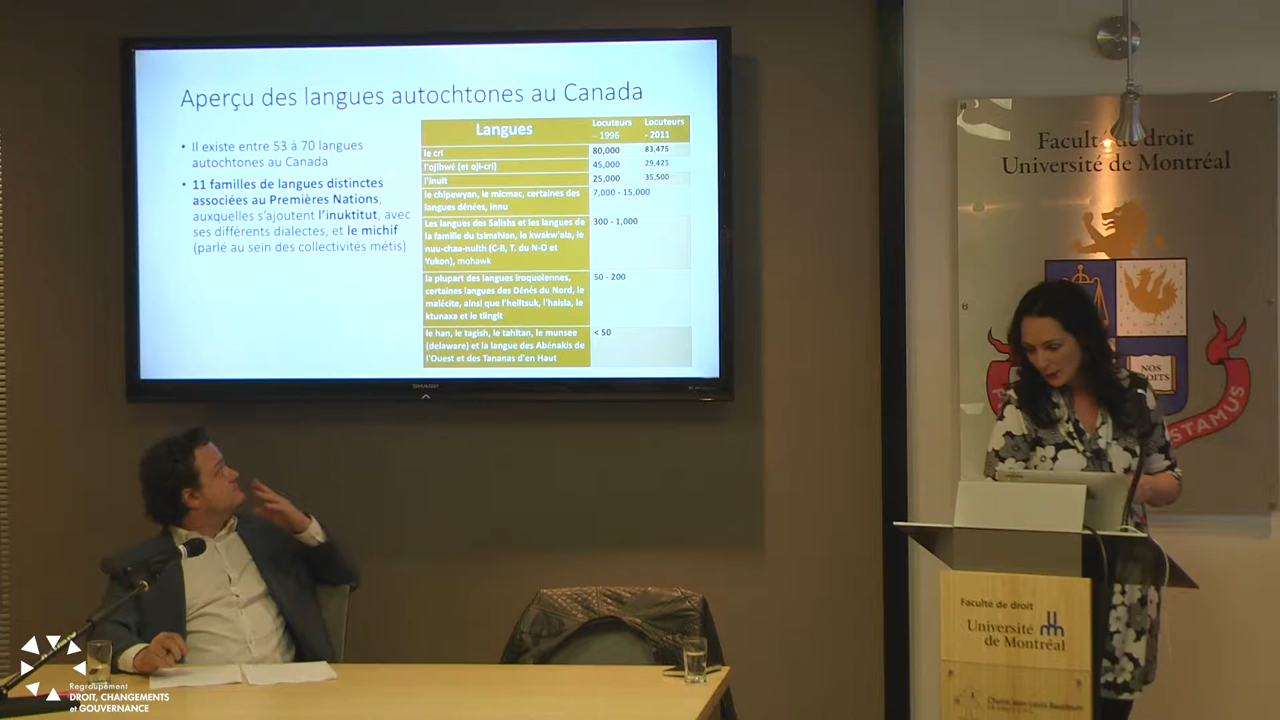 Aperçu des langues autochtones au Canada
• Il existe entre 53 à 70 langues
autochtones au Canada
• 11 familles de langues distinctes
associées au Premières Nations,
auxquelles s'ajoutent l'inuktitut, avec
ses différents dialectes, et le michif
(parlé au sein des collectivités métis)
Langues
Locuteurs
– 1996
Locuteurs
- 2011
le cri
80,000
83,475
l'ojibwé (et oji-cri)
45,000
29,425
l'inuit
25,000
35,500
le chipewyan, le micmac, certaines des
langues dénées, innu
7,000 - 15,000
Les langues des Salishs et les langues de
la famille du tsimshian, le kwakw'ala, le
nuu-chaa-nulth (C-B, T. du N-O et
Yukon), mohawk
300 - 1,000
la plupart des langues iroquoiennes,
certaines langues des Dénés du Nord, le
malécite, ainsi que l'heiltsuk, l'haisla, le
ktunaxa et le tlingit
50 - 200
le han, le tagish, le tahltan, le munsee
(delaware) et la langue des Abénakis de
l'Ouest et des Tananas d'en Haut
< 50
SHARP
Faculté de droit
Université de Montréal
NOS
DROITS
STAMUS
Faculté de droit
Université
de Montréal
Chaire Jean-Louis Baudouin
Regroupement
DROIT, CHANGEMENTS
et GOUVERNANCE